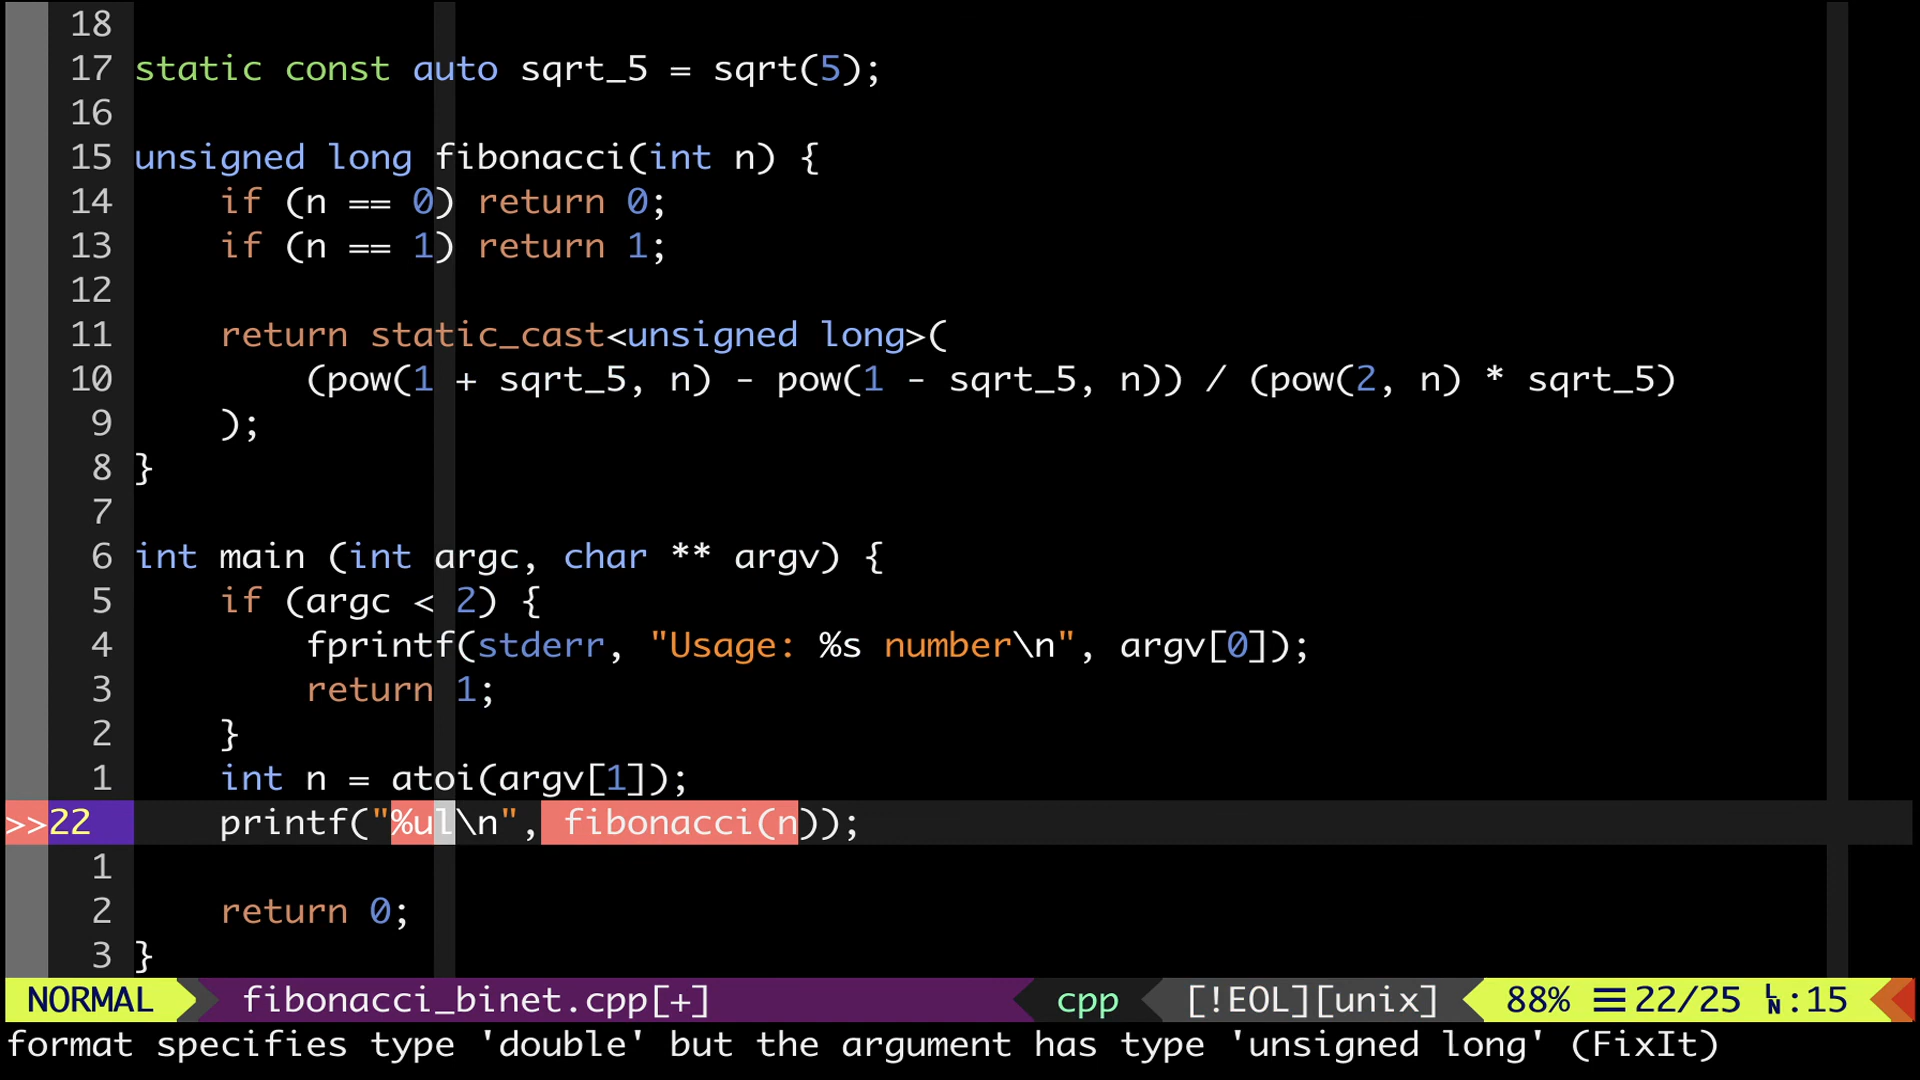 18
17 static const auto sqrt_5 = sqrt(5);
16
15 unsigned long fibonacci(int n) {
14     if (n == 0) return 0;
13     if (n == 1) return 1;
12
11     return static_cast<unsigned long>(
10         (pow(1 + sqrt_5, n) - pow(1 - sqrt_5, n)) / (pow(2, n) * sqrt_5)
9     );
8 }
7
6 int main (int argc, char ** argv) {
5     if (argc < 2) {
4         fprintf(stderr, "Usage: %s number\n", argv[0]);
3         return 1;
2     }
1     int n = atoi(argv[1]);
>>22     printf("%ul\n", fibonacci(n));
1
2     return 0;
3 }
NORMAL fibonacci_binet.cpp[+] cpp [!EOL][unix] 88% ☰22/25 LN:15
format specifies type 'double' but the argument has type 'unsigned long' (FixIt)